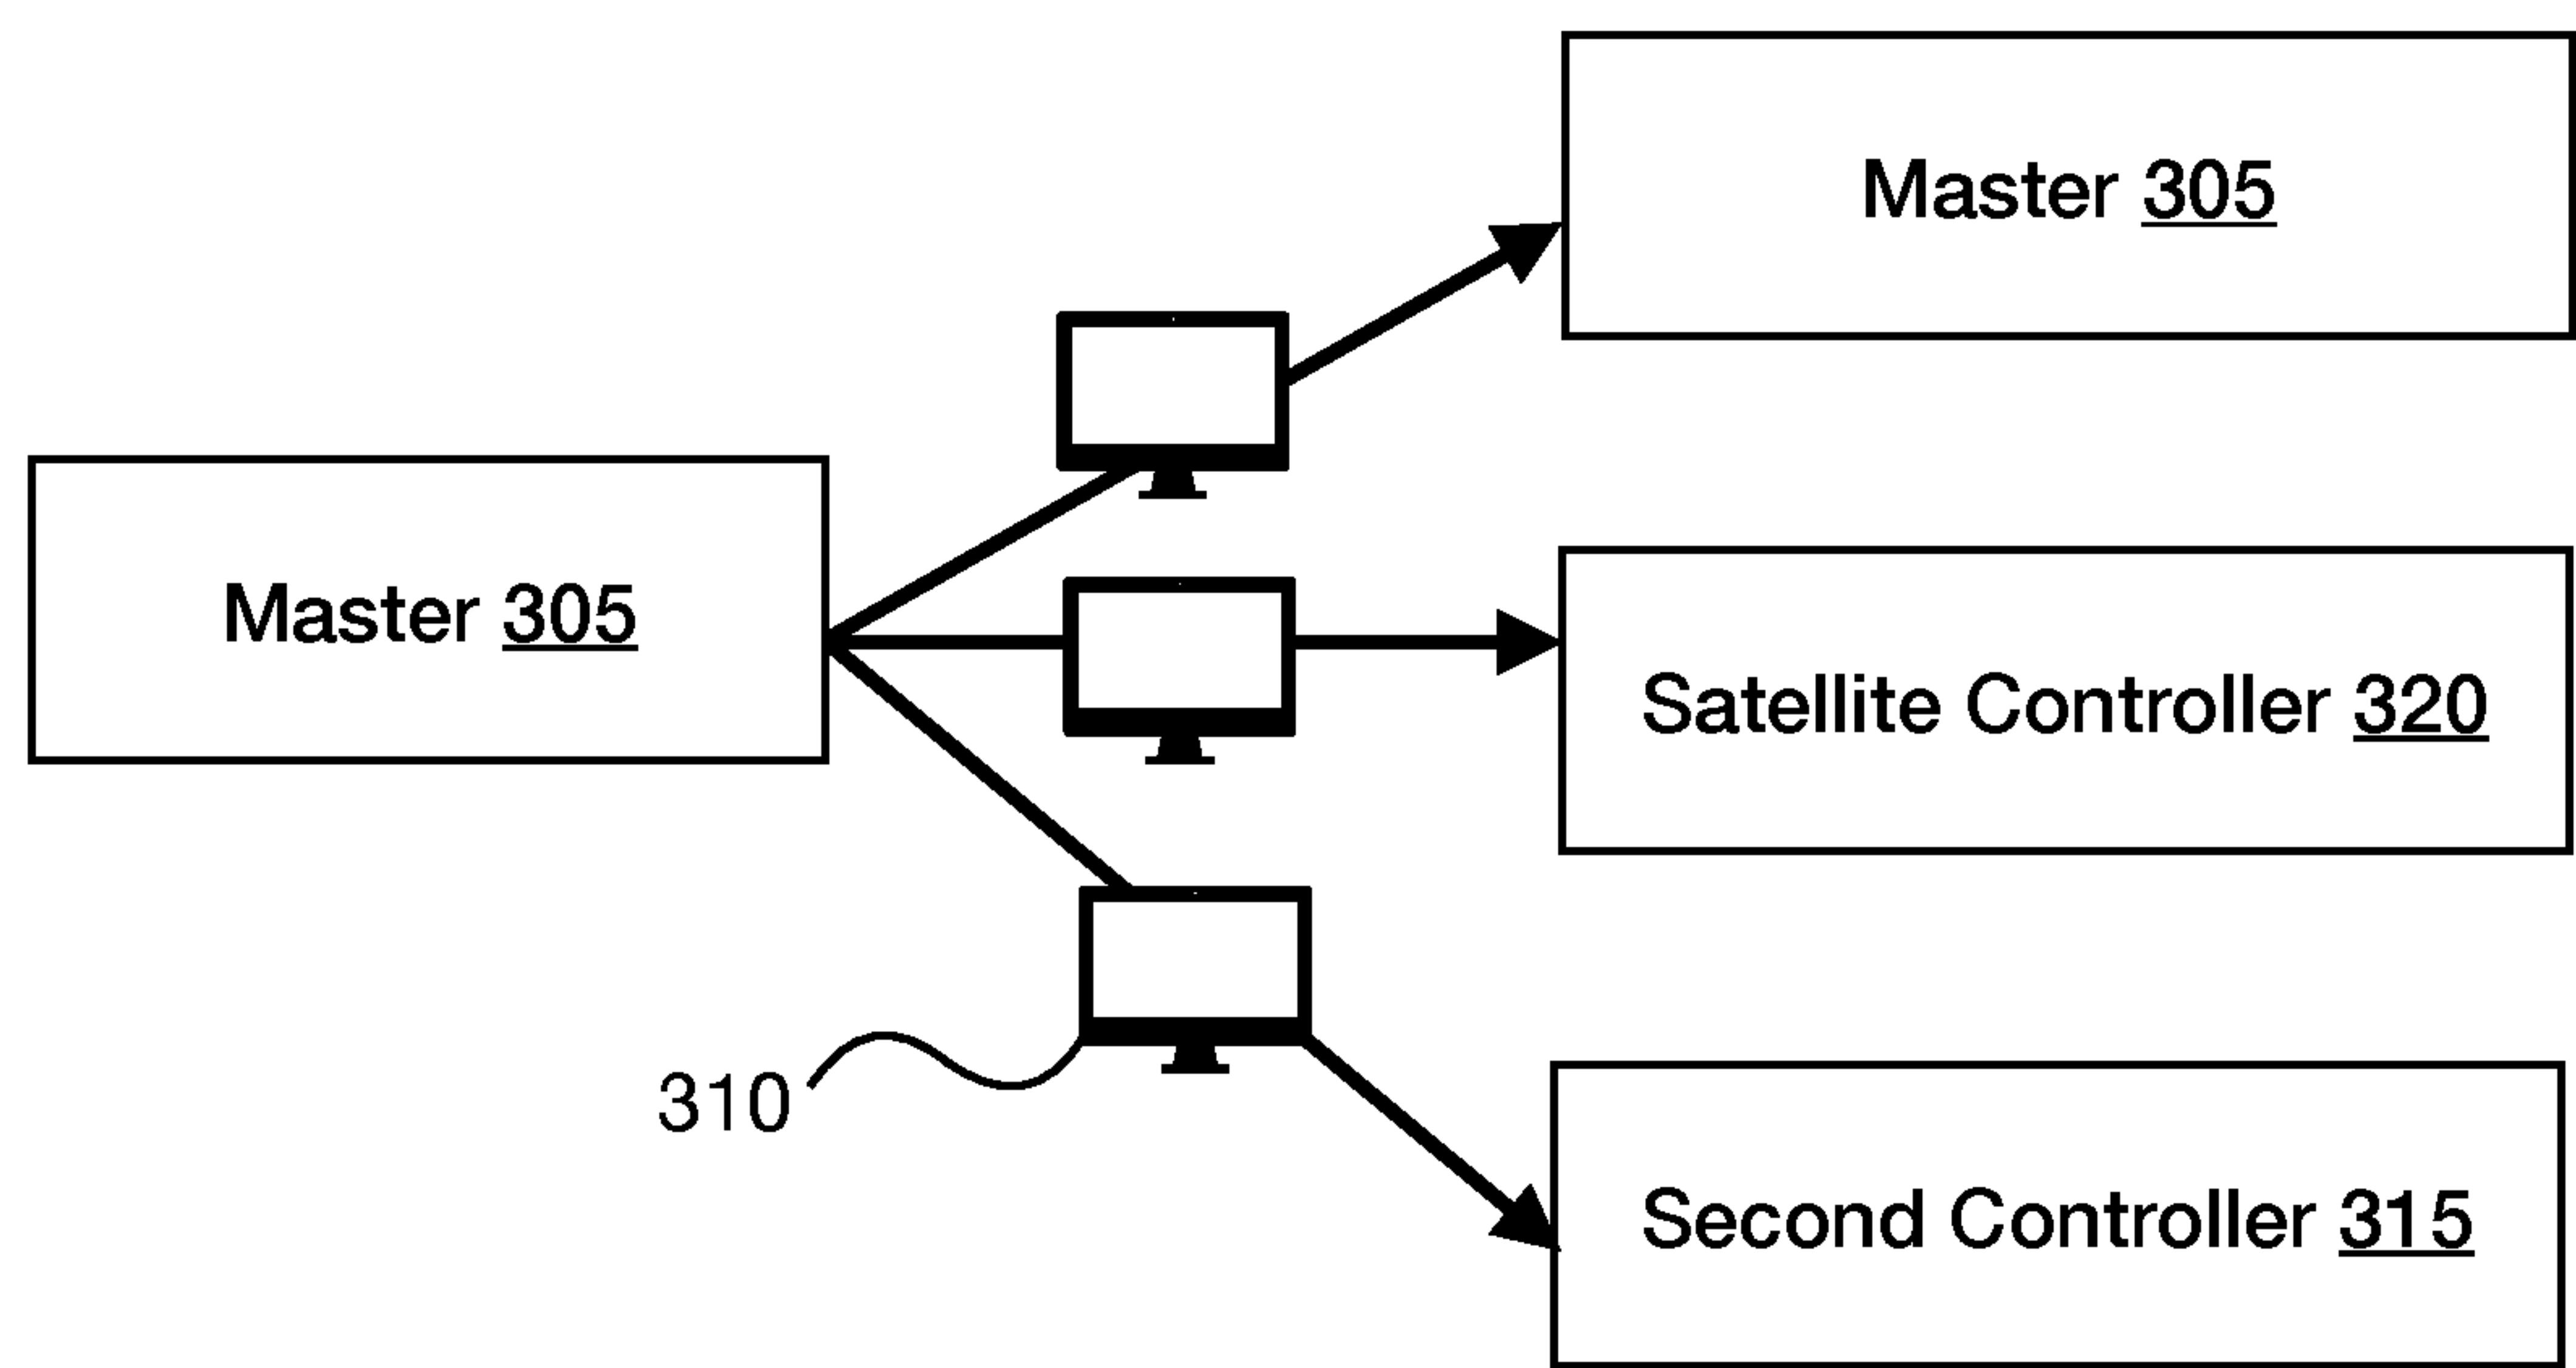 Master 305
Master 305
Satellite Controller 320
310
Second Controller 315